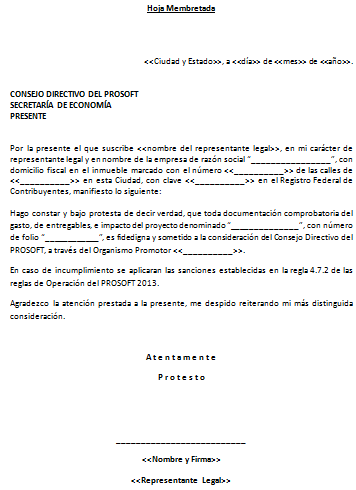 Hoja Membretada
<<Ciudad y Estado>>, a <<día>> de <<mes>> de <<año>>.
CONSEJO DIRECTIVO DEL PROSOFT
SECRETARÍA DE ECONOMÍA
PRESENTE
Por la presente el que suscribe <<nombre del representante legal>>, en mi carácter de
representante legal y en nombre de la empresa de razón social "________________", con
domicilio fiscal en el inmueble marcado con el número <<__________>> de las calles de
<<__________>> en esta Ciudad, con clave <<__________>> en el Registro Federal de
Contribuyentes, manifiesto lo siguiente:
Hago constar y bajo protesta de decir verdad, que toda documentación comprobatoria del
gasto, de entregables, e impacto del proyecto denominado "______________", con número
de folio "___________", es fidedigna y sometido a la consideración del Consejo Directivo del
PROSOFT, a través del Organismo Promotor <<__________>>.
En caso de incumplimiento se aplicaran las sanciones establecidas en la regla 4.7.2 de las
reglas de Operación del PROSOFT 2013.
Agradezco la atención prestada a la presente, me despido reiterando mi más distinguida
consideración.
A t e n t a m e n t e
P r o t e s t o
__________________________
<<Nombre y Firma>>
<<Representante Legal>>